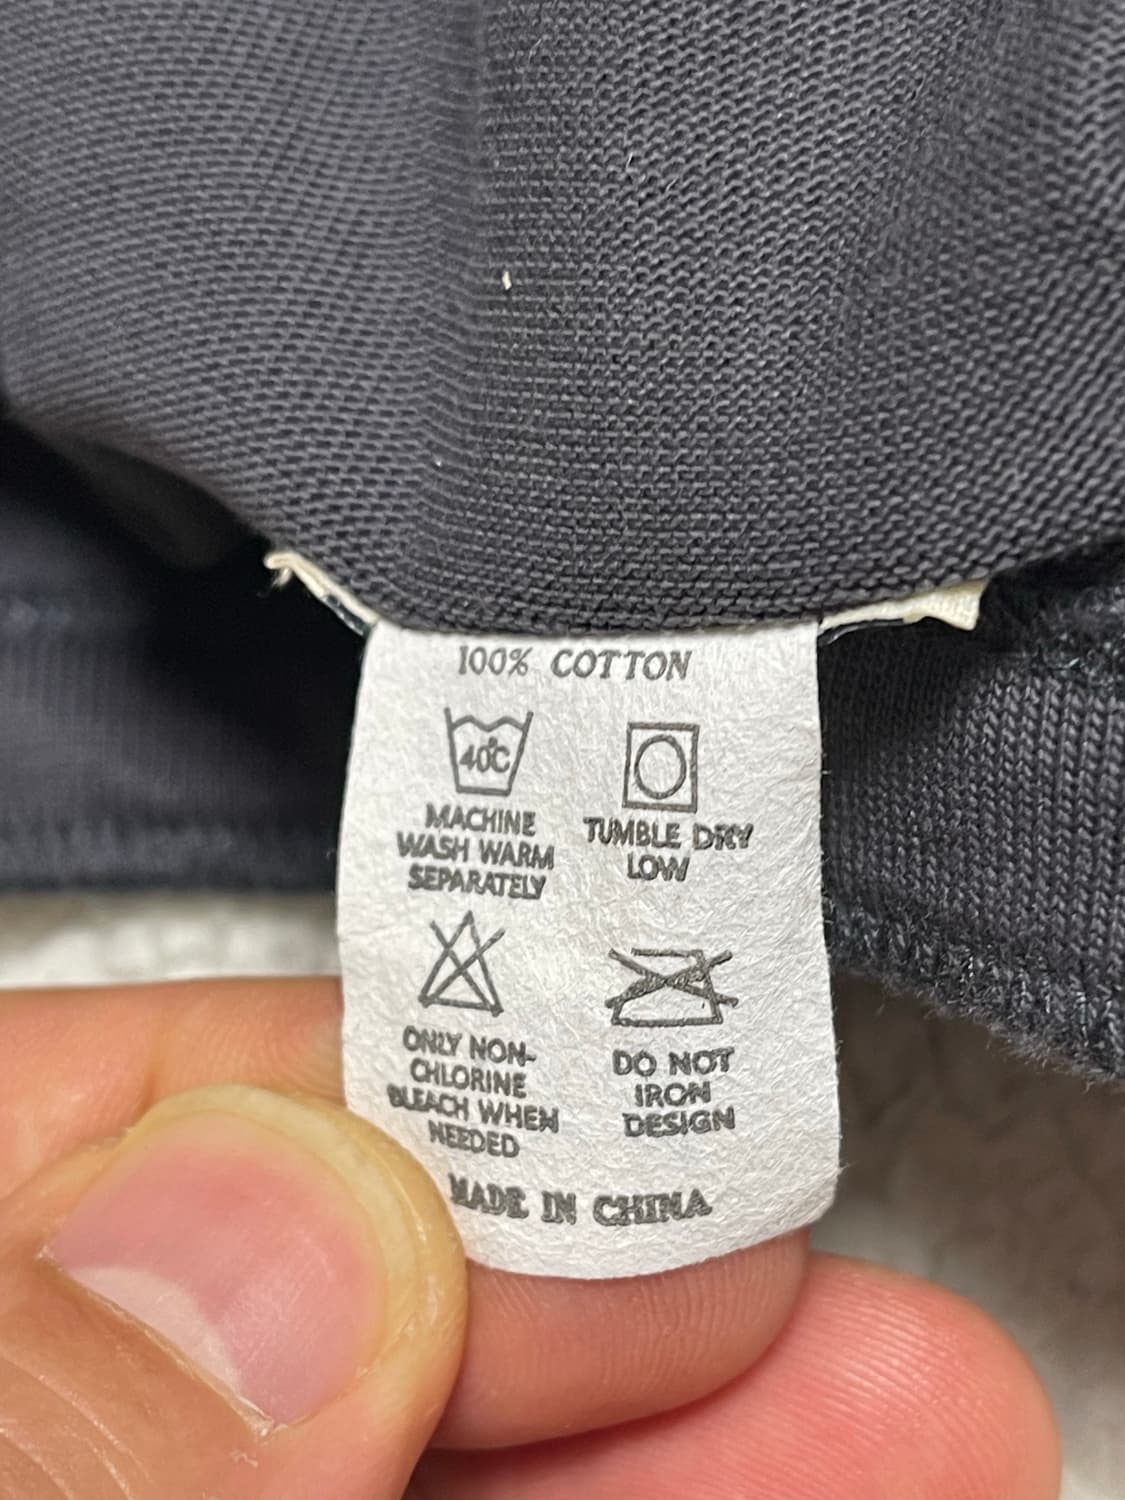 100% COTTON
40°C
MACHINE
WASH WARM
SEPARATELY
TUMBLE DRY
LOW
ONLY NON-
CHLORINE
BLEACH WHEN
NEEDED
DO NOT
IRON
DESIGN
MADE IN CHINA